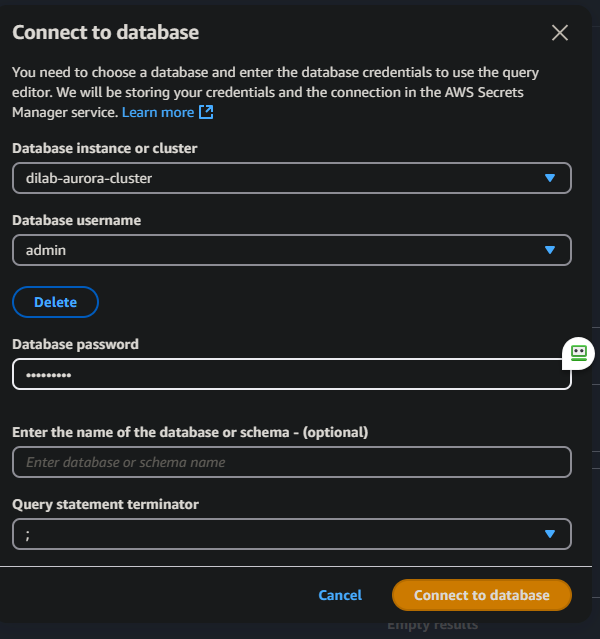 Connect to database
You need to choose a database and enter the database credentials to use the query
editor. We will be storing your credentials and the connection in the AWS Secrets
Manager service. Learn more
Database instance or cluster
dilab-aurora-cluster
Database username
admin
Delete
Database password
•••••••••
Enter the name of the database or schema - (optional)
Enter database or schema name
Query statement terminator
;
Cancel
Connect to database
Empty results